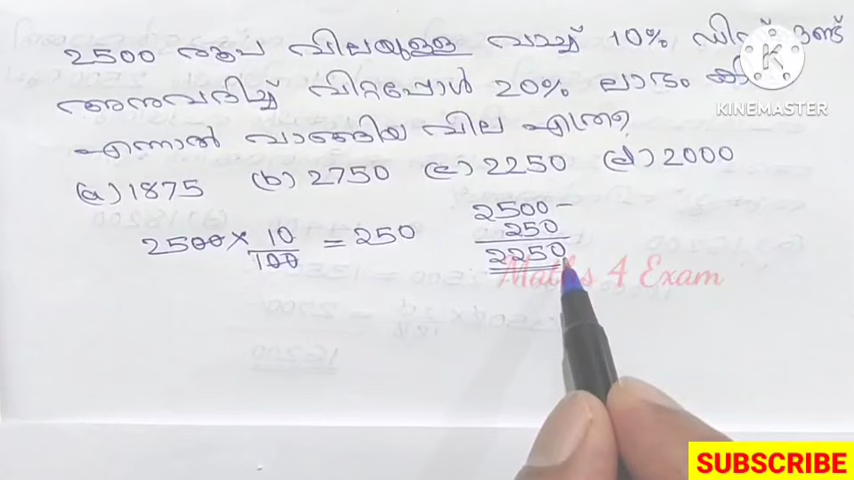 2500 രൂപ വിലയുള്ള വാച്ച് 10%
അനുവദിച്ച് വിറ്റപ്പോൾ 20% ലാഭം
എന്നാൽ വാങ്ങിയ വില എത്ര?
(a) 1875 (b) 2750 (c) 2250 (d) 2000
2500 × 10/100 = 250
2500 -
250
2250
Maths 4 Exam
KINEMASTER
SUBSCRIBE